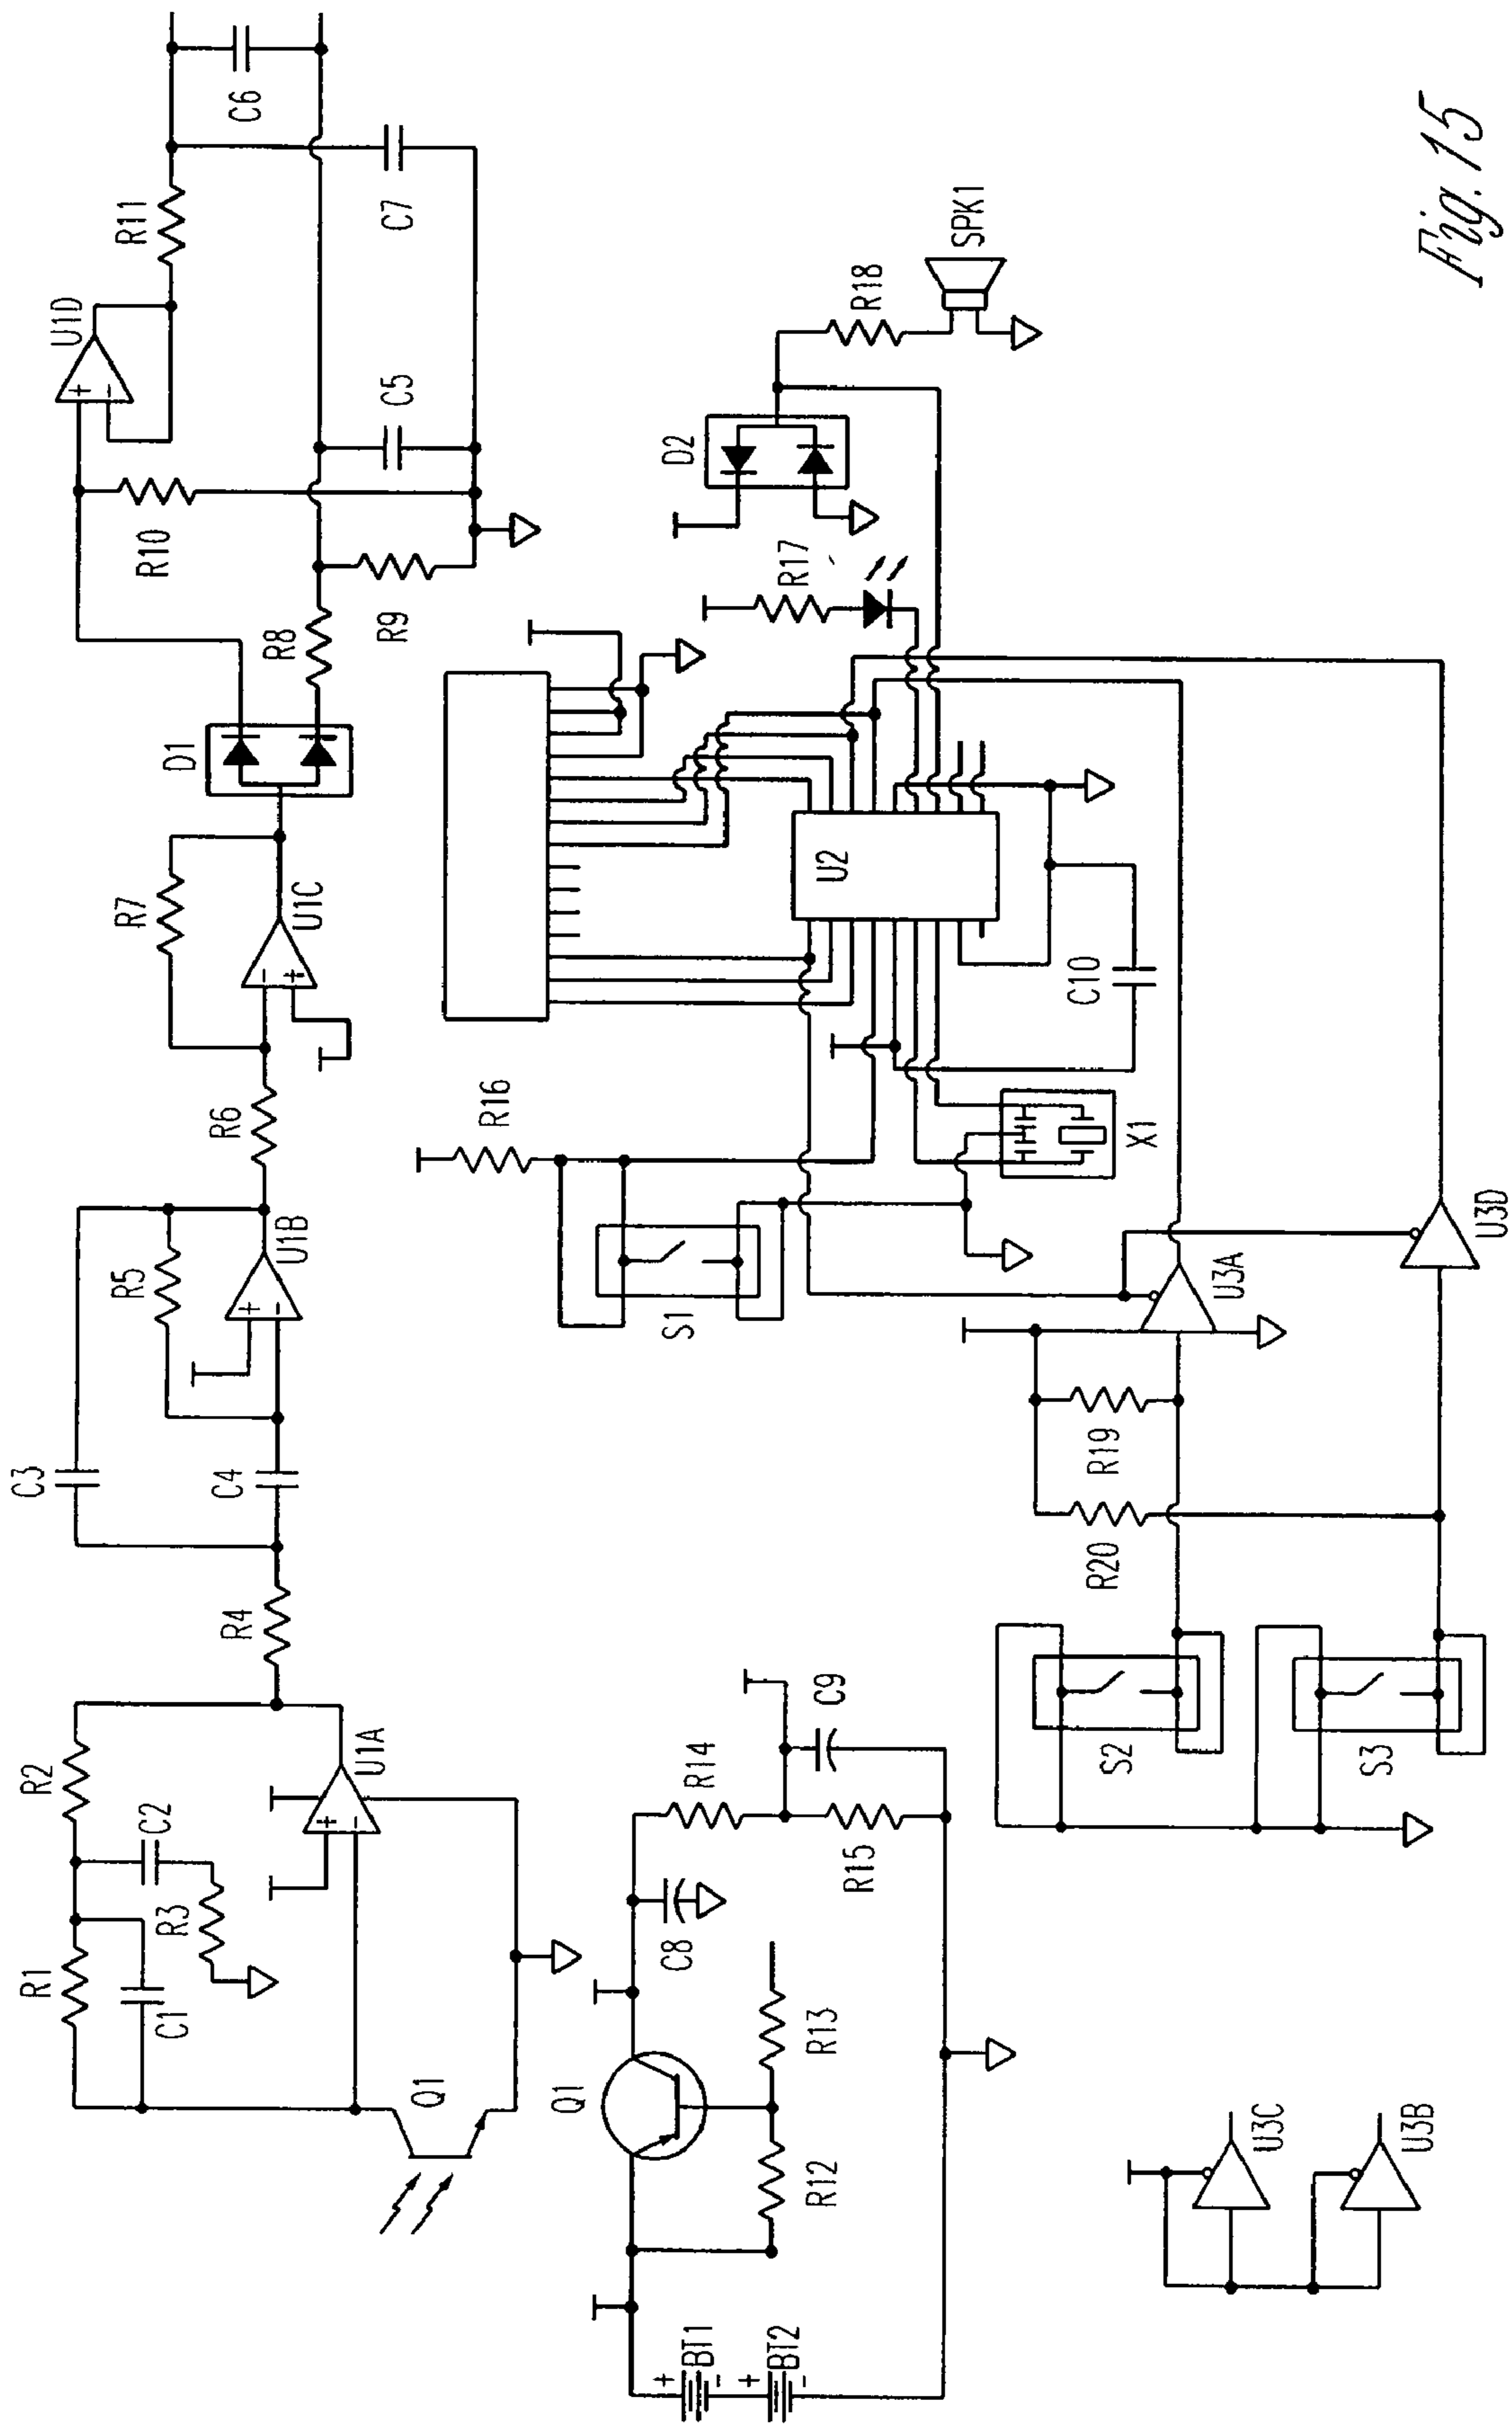 C6
R11
C7
U1D
C5
R10
R9
R8
D1
R7
U1C
R6
U1B
R5
C3
C4
R4
R2
U1A
C2
R3
R1
C1
Q1
SPK1
R18
D2
R17
U2
C10
R16
X1
S1
U3A
U3D
R19
R20
S2
S3
C9
R14
R15
C8
Q1
R13
R12
BT1
BT2
U3C
U3B
+
-
+
-
-
+
+
-
+
-
+
-
Fig. 15